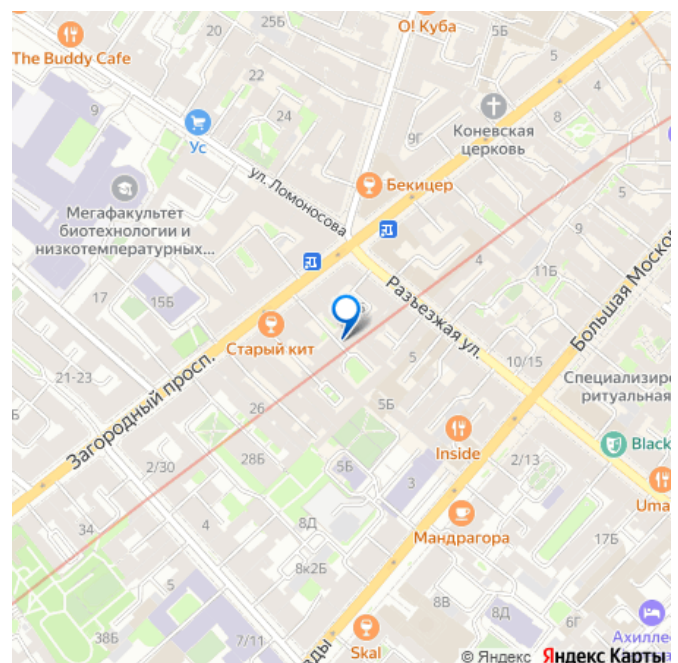 20
25Б
О! Куба
5Б
The Buddy Cafe
5
4
22
9
24
8
Ус
9Г
Коневская
церковь
ул. Ломоносова
Бекицер
5
Мегафакультет
биотехнологии и
низкотемпературных...
9
4
11Б
17
15Б
Разъезжая ул.
Большая Моско
Старый кит
Загородный просп.
5
10/15
21-23
Специализиро
ритуальная
Б
26
5Б
Inside
Black
2/30
28Б
5Б
2/13
3
Uma
34
4
8Д
Мандрагора
17Б
8к2Б
5
8В
8Д
6Г
38Б
7/11
ды
Skal
Ахиллес
© Яндекс Яндекс Карты